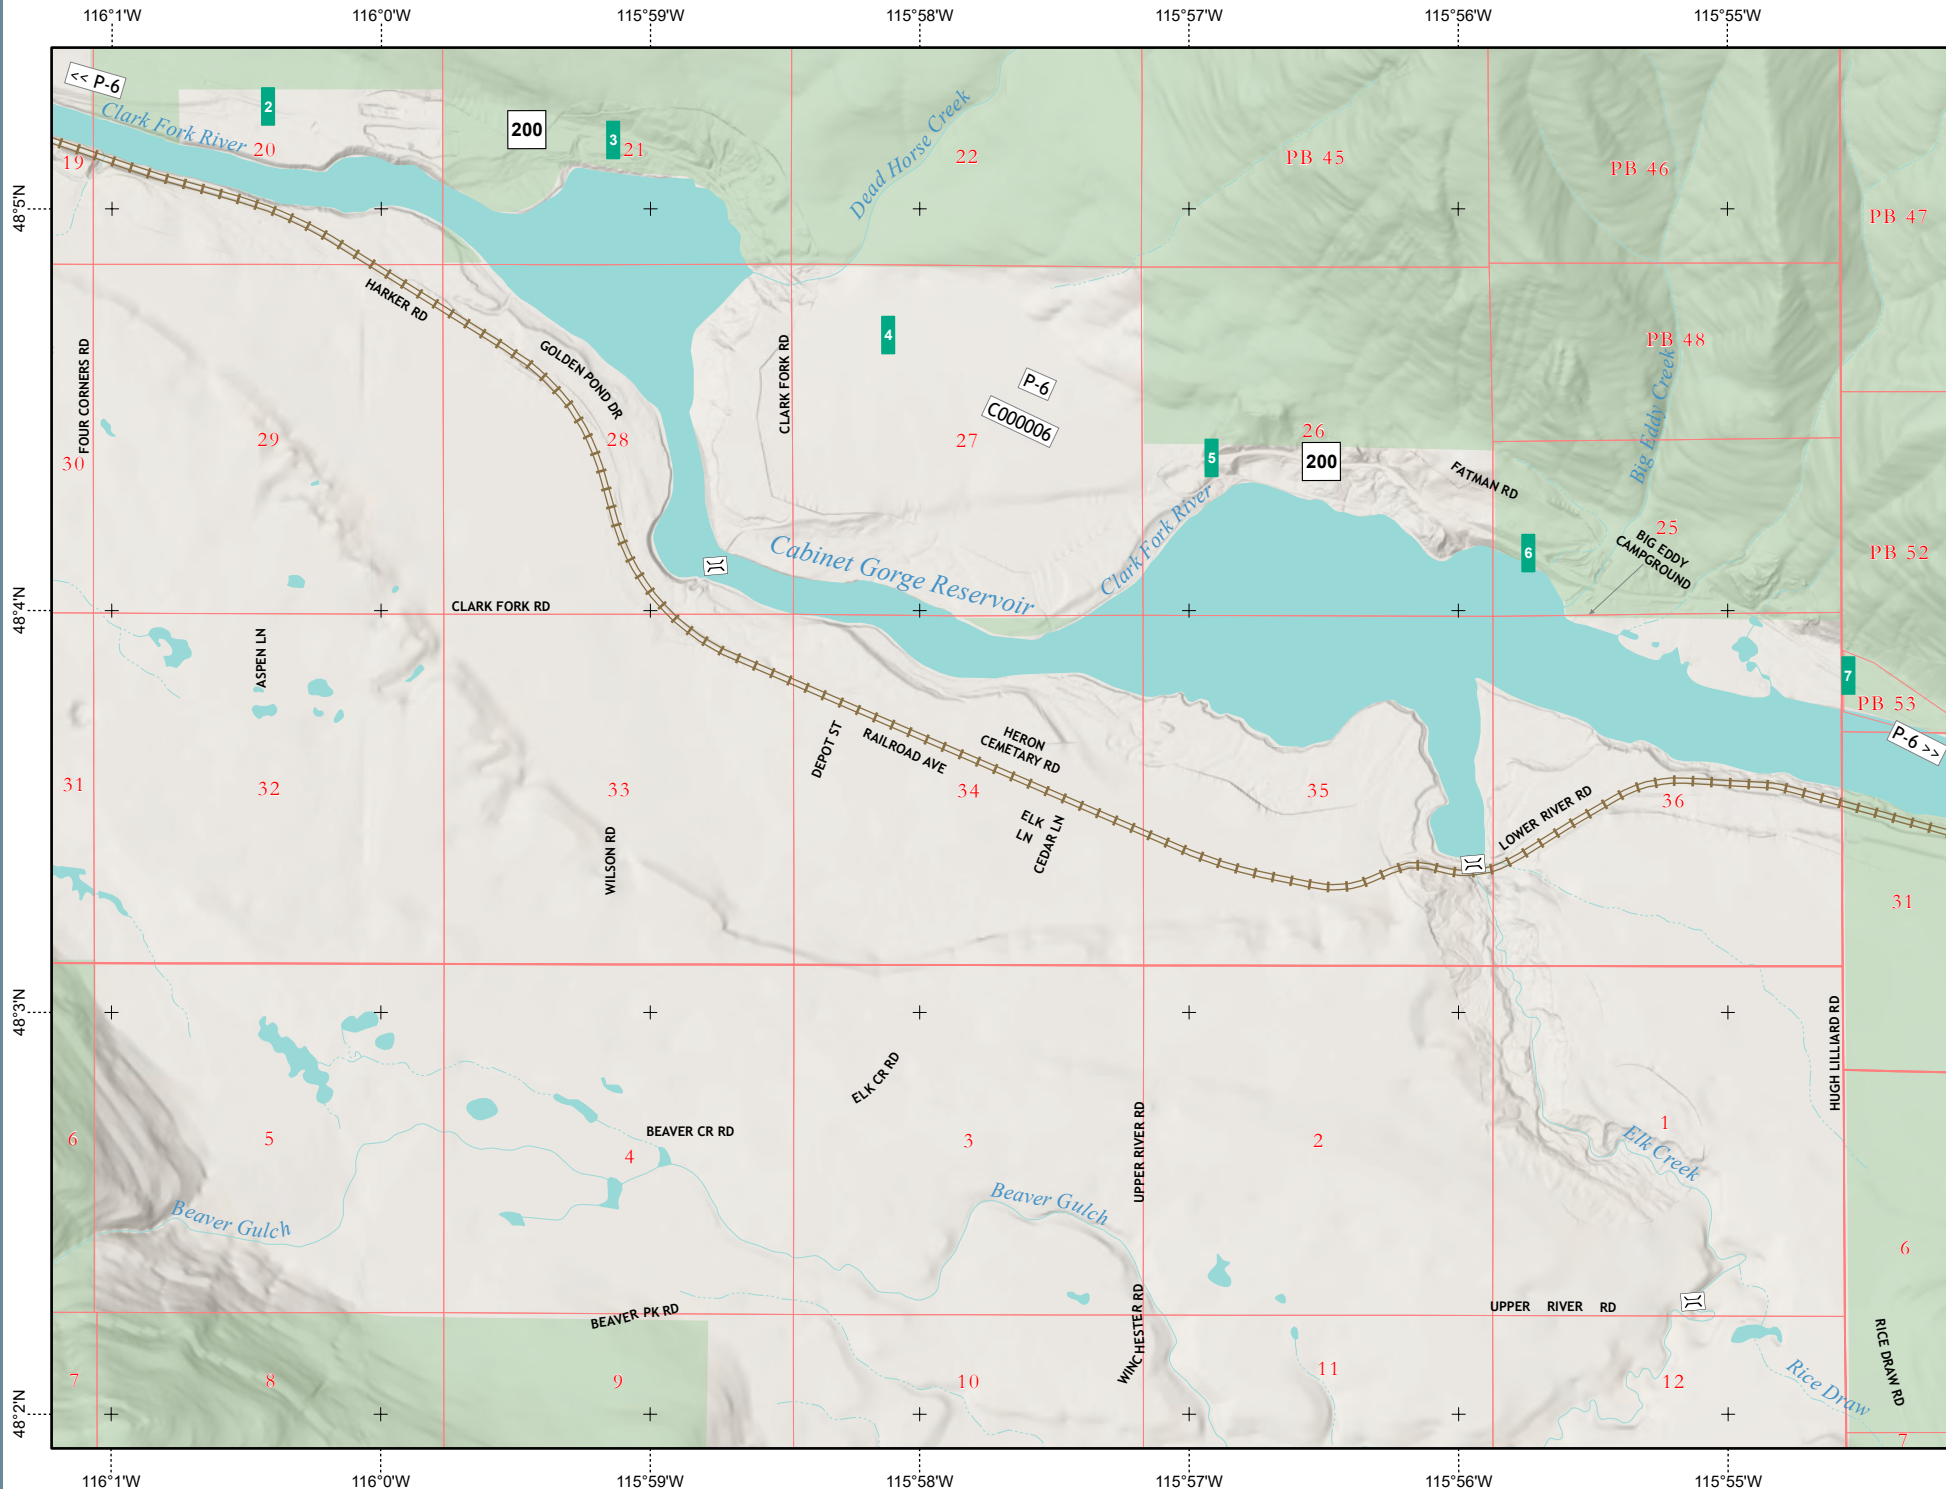 116°1'W 116°0'W 115°59'W 115°58'W 115°57'W 115°56'W 115°55'W
<< P-6
2
Clark Fork River
200
3
Dead Horse Creek
19
20
21
22
PB 45
PB 46
PB 47
48°5'N
HARKER RD
FOUR CORNERS RD
GOLDEN POND DR
CLARK FORK RD
4
P-6
C000006
PB 48
Big Eddy Creek
30
29
28
27
26
5
200
FATMAN RD
Clark Fork River
25
BIG EDDY
CAMPGROUND
6
PB 52
Cabinet Gorge Reservoir
48°4'N
CLARK FORK RD
ASPEN LN
7
PB 53
P-6 >>
DEPOT ST
RAILROAD AVE
HERON
CEMETARY RD
31
32
33
34
35
36
ELK
LN
CEDAR LN
WILSON RD
LOWER RIVER RD
31
48°3'N
HUGH LILLIARD RD
ELK CR RD
BEAVER CR RD
UPPER RIVER RD
6
5
4
3
2
1
Elk Creek
Beaver Gulch
Beaver Gulch
6
BEAVER PK RD
WINCHESTER RD
UPPER RIVER RD
RICE DRAW RD
7
8
9
10
11
12
Rice Draw
48°2'N
7
116°1'W 116°0'W 115°59'W 115°58'W 115°57'W 115°56'W 115°55'W